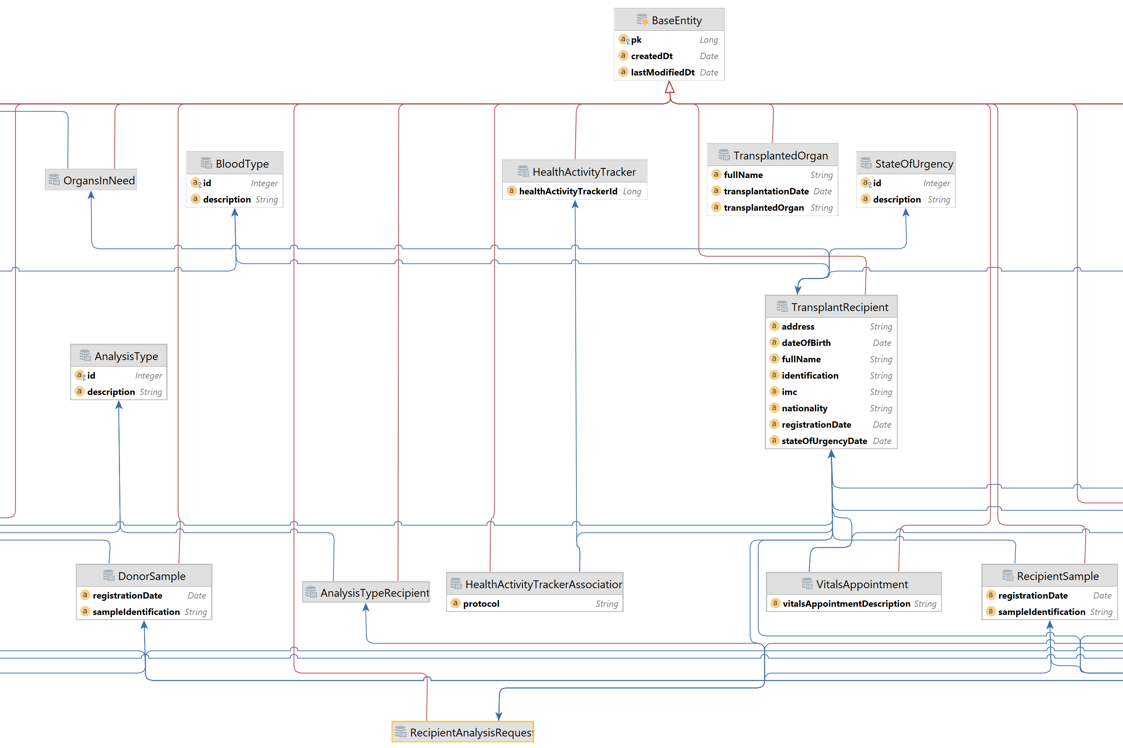 BaseEntity
pk Long
createdDt Date
lastModifiedDt Date
OrgansInNeed
BloodType
id Integer
description String
HealthActivityTracker
healthActivityTrackerId Long
TransplantedOrgan
fullName String
transplantationDate Date
transplantedOrgan String
StateOfUrgency
id Integer
description String
TransplantRecipient
address String
dateOfBirth Date
fullName String
identification String
imc String
nationality String
registrationDate Date
stateOfUrgencyDate Date
AnalysisType
id Integer
description String
DonorSample
registrationDate Date
sampleIdentification String
AnalysisTypeRecipient
HealthActivityTrackerAssociation
protocol String
VitalsAppointment
vitalsAppointmentDescription String
RecipientSample
registrationDate Date
sampleIdentification String
RecipientAnalysisReques